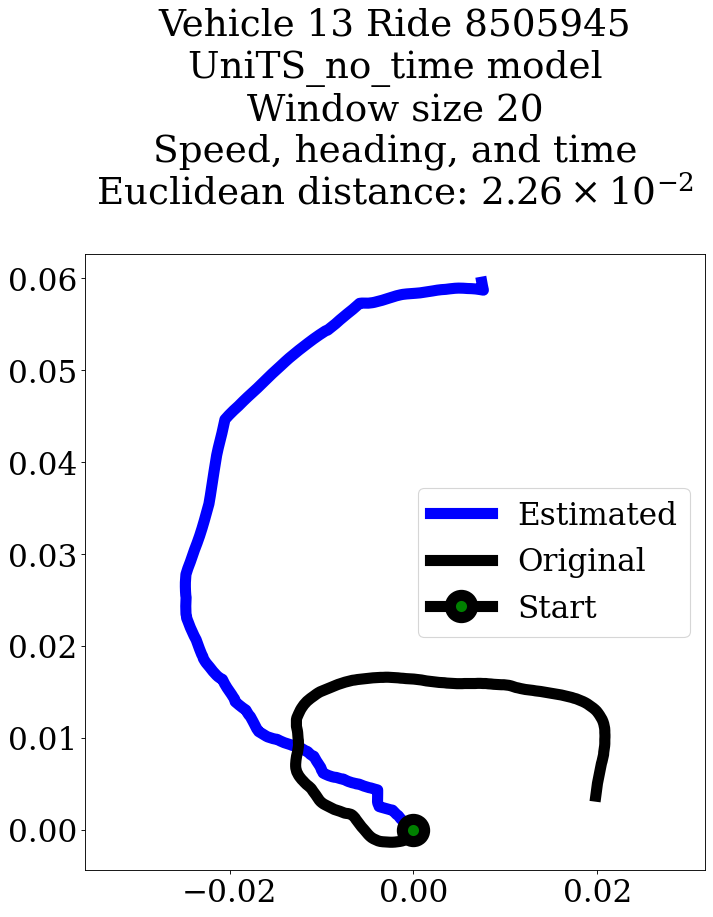 Vehicle 13 Ride 8505945
UniTS_no_time model
Window size 20
Speed, heading, and time
Euclidean distance: 2.26 × 10⁻²
0.06
0.05
0.04
0.03
0.02
0.01
0.00
Estimated
Original
Start
−0.02 0.00 0.02